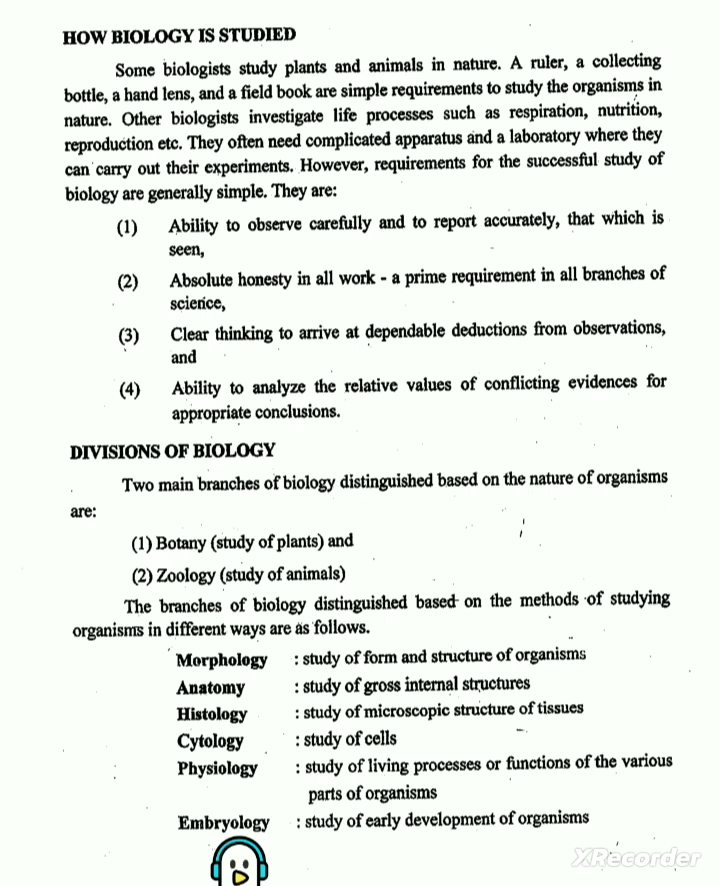 HOW BIOLOGY IS STUDIED
Some biologists study plants and animals in nature. A ruler, a collecting
bottle, a hand lens, and a field book are simple requirements to study the organisms in
nature. Other biologists investigate life processes such as respiration, nutrition,
reproduction etc. They often need complicated apparatus and a laboratory where they
can carry out their experiments. However, requirements for the successful study of
biology are generally simple. They are:
(1) Ability to observe carefully and to report accurately, that which is
seen,
(2) Absolute honesty in all work - a prime requirement in all branches of
science,
(3) Clear thinking to arrive at dependable deductions from observations,
and
(4) Ability to analyze the relative values of conflicting evidences for
appropriate conclusions.
DIVISIONS OF BIOLOGY
Two main branches of biology distinguished based on the nature of organisms
are:
(1) Botany (study of plants) and
(2) Zoology (study of animals)
The branches of biology distinguished based on the methods of studying
organisms in different ways are as follows.
Morphology : study of form and structure of organisms
Anatomy : study of gross internal structures
Histology : study of microscopic structure of tissues
Cytology : study of cells
Physiology : study of living processes or functions of the various
parts of organisms
Embryology : study of early development of organisms
XRecorder